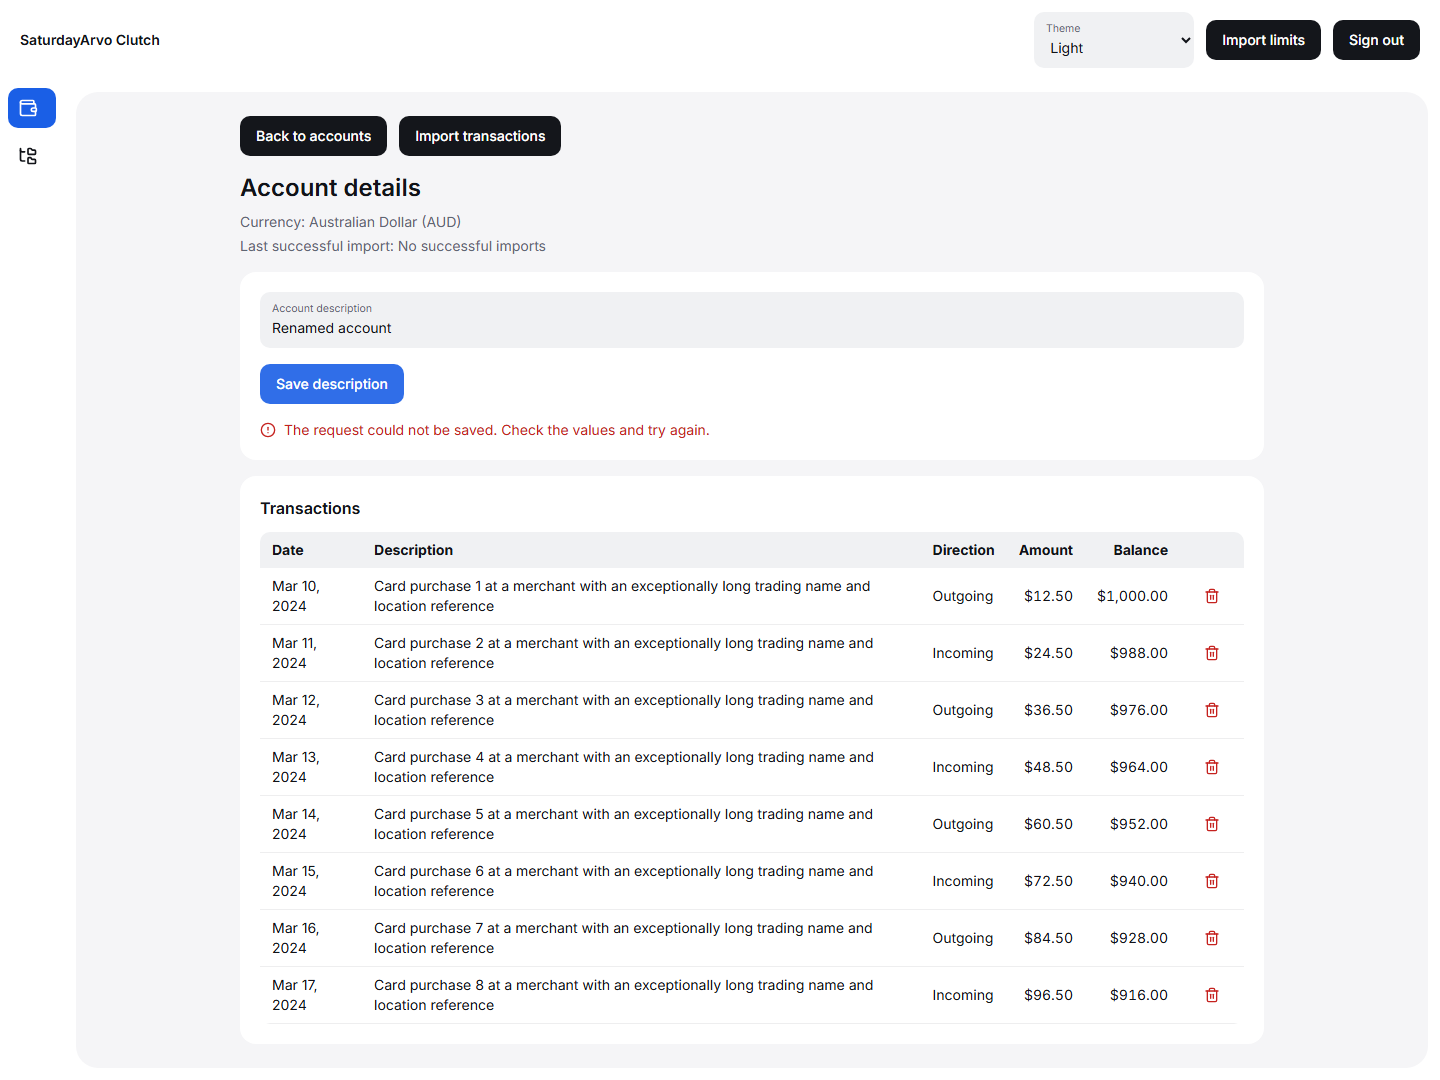 SaturdayArvo Clutch
Theme
Light
Import limits
Sign out
Back to accounts
Import transactions
Account details
Currency: Australian Dollar (AUD)
Last successful import: No successful imports
Account description
Renamed account
Save description
The request could not be saved. Check the values and try again.
Transactions
Date Description Direction Amount Balance
Mar 10, 2024 Card purchase 1 at a merchant with an exceptionally long trading name and
location reference Outgoing $12.50 $1,000.00
Mar 11, 2024 Card purchase 2 at a merchant with an exceptionally long trading name and
location reference Incoming $24.50 $988.00
Mar 12, 2024 Card purchase 3 at a merchant with an exceptionally long trading name and
location reference Outgoing $36.50 $976.00
Mar 13, 2024 Card purchase 4 at a merchant with an exceptionally long trading name and
location reference Incoming $48.50 $964.00
Mar 14, 2024 Card purchase 5 at a merchant with an exceptionally long trading name and
location reference Outgoing $60.50 $952.00
Mar 15, 2024 Card purchase 6 at a merchant with an exceptionally long trading name and
location reference Incoming $72.50 $940.00
Mar 16, 2024 Card purchase 7 at a merchant with an exceptionally long trading name and
location reference Outgoing $84.50 $928.00
Mar 17, 2024 Card purchase 8 at a merchant with an exceptionally long trading name and
location reference Incoming $96.50 $916.00